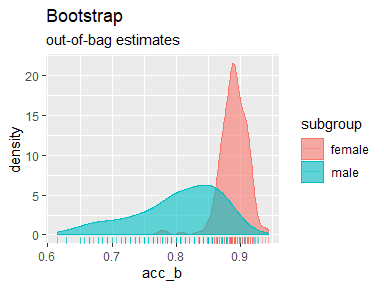 Bootstrap
out-of-bag estimates
20
15
10
5
0
density
0.6 0.7 0.8 0.9
acc_b
subgroup
female
male